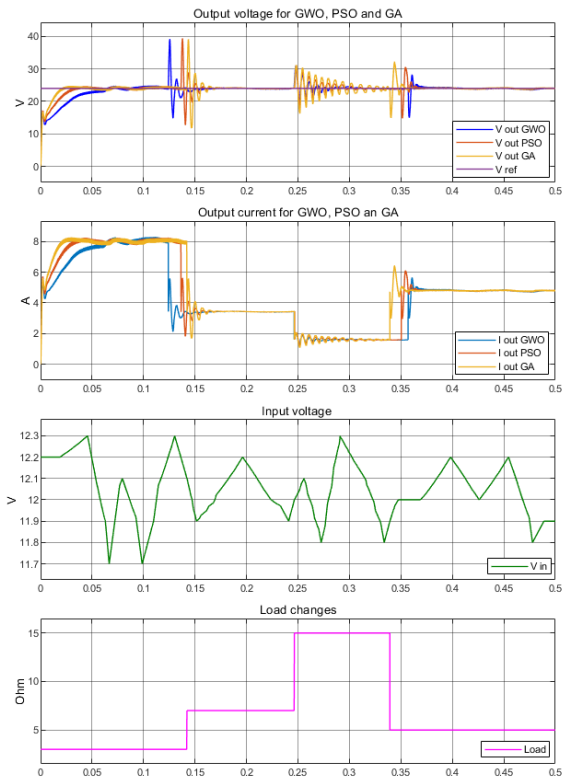 Output voltage for GWO, PSO and GA
40
30
20
10
0
V
V out GWO
V out PSO
V out GA
V ref
0 0.05 0.1 0.15 0.2 0.25 0.3 0.35 0.4 0.45 0.5
Output current for GWO, PSO an GA
8
6
4
2
0
A
I out GWO
I out PSO
I out GA
0 0.05 0.1 0.15 0.2 0.25 0.3 0.35 0.4 0.45 0.5
Input voltage
12.3
12.2
12.1
12
11.9
11.8
11.7
V
V in
0 0.05 0.1 0.15 0.2 0.25 0.3 0.35 0.4 0.45 0.5
Load changes
15
10
5
Ohm
Load
0 0.05 0.1 0.15 0.2 0.25 0.3 0.35 0.4 0.45 0.5